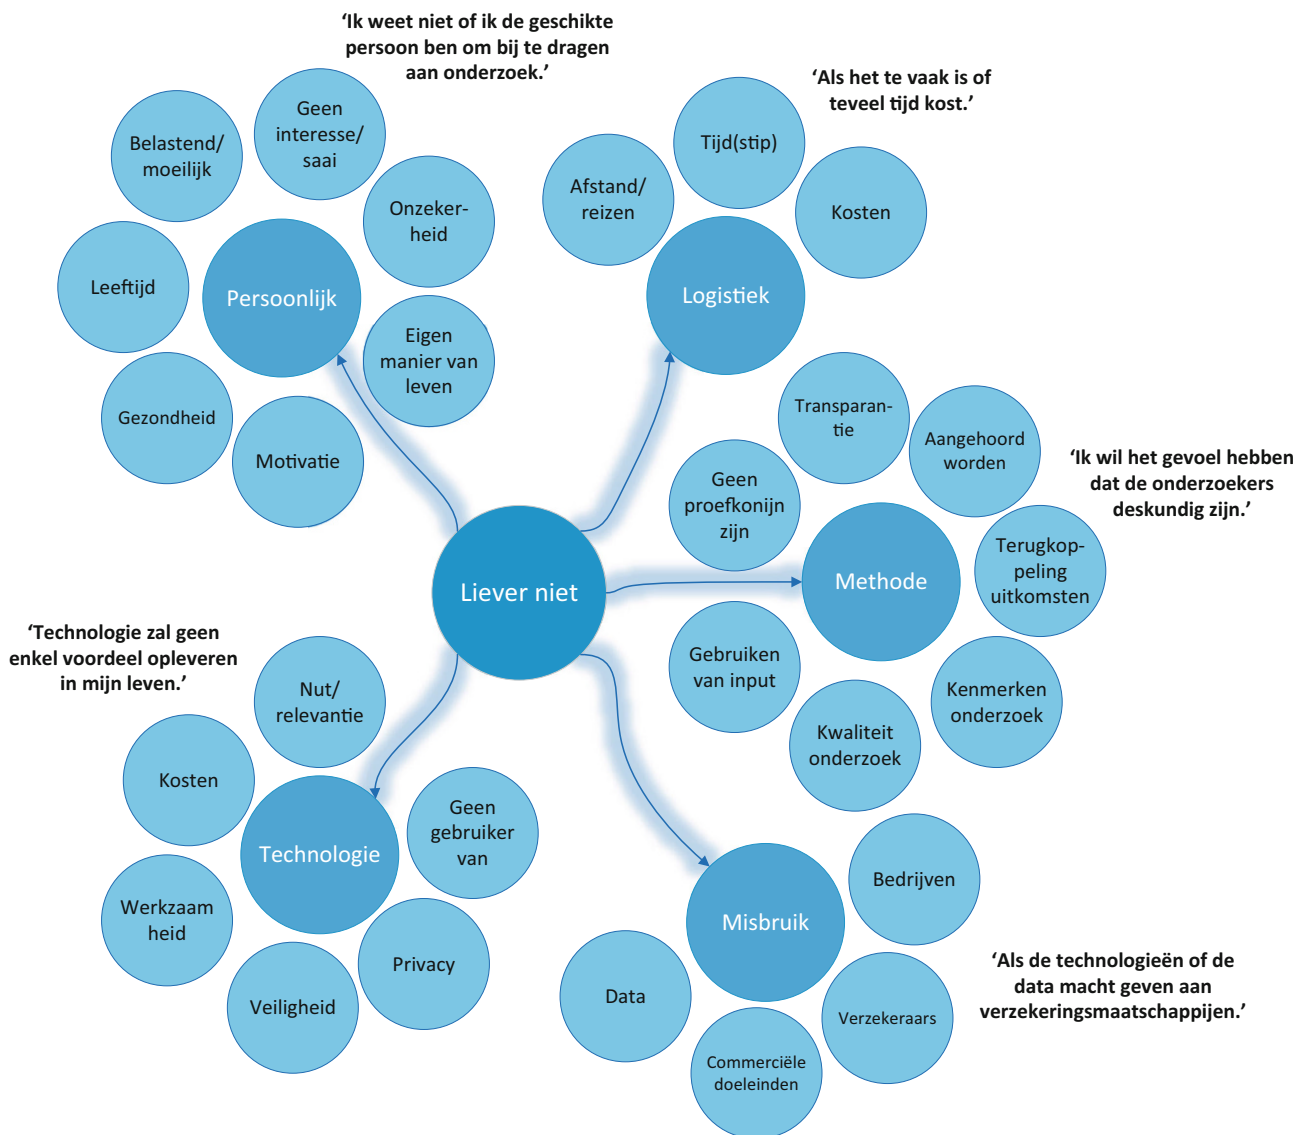 ‘Ik weet niet of ik de geschikte
persoon ben om bij te dragen
aan onderzoek.’
Geen
interesse/
saai
Belastend/
moeilijk
Onzeker-
heid
Leeftijd
Persoonlijk
Eigen
manier van
leven
Gezondheid
Motivatie
‘Als het te vaak is of
teveel tijd kost.’
Tijd(stip)
Afstand/
reizen
Kosten
Logistiek
Transparan-
tie
Aangehoord
worden
‘Ik wil het gevoel hebben
dat de onderzoekers
deskundig zijn.’
Geen
proefkonijn
zijn
Terugkop-
peling
uitkomsten
Methode
Liever niet
Gebruiken
van input
Kenmerken
onderzoek
Kwaliteit
onderzoek
‘Technologie zal geen
enkel voordeel opleveren
in mijn leven.’
Nut/
relevantie
Kosten
Geen
gebruiker
van
Technologie
Werkzaam
heid
Privacy
Veiligheid
Bedrijven
Misbruik
Data
Verzekeraars
Commerciële
doeleinden
‘Als de technologieën of de
data macht geven aan
verzekeringsmaatschappijen.’